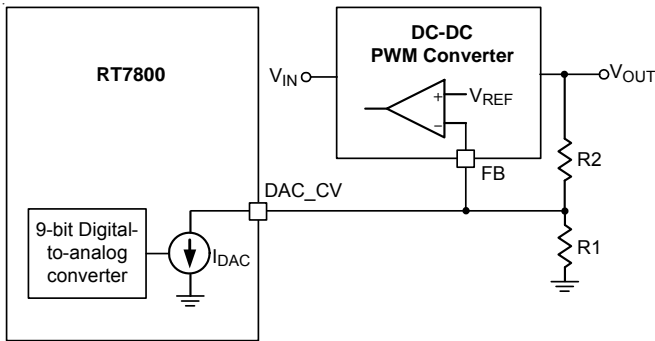 RT7800
DC-DC
PWM Converter
VIN
VOUT
+
VREF
−
FB
R2
DAC_CV
R1
9-bit Digital-
to-analog
converter
IDAC